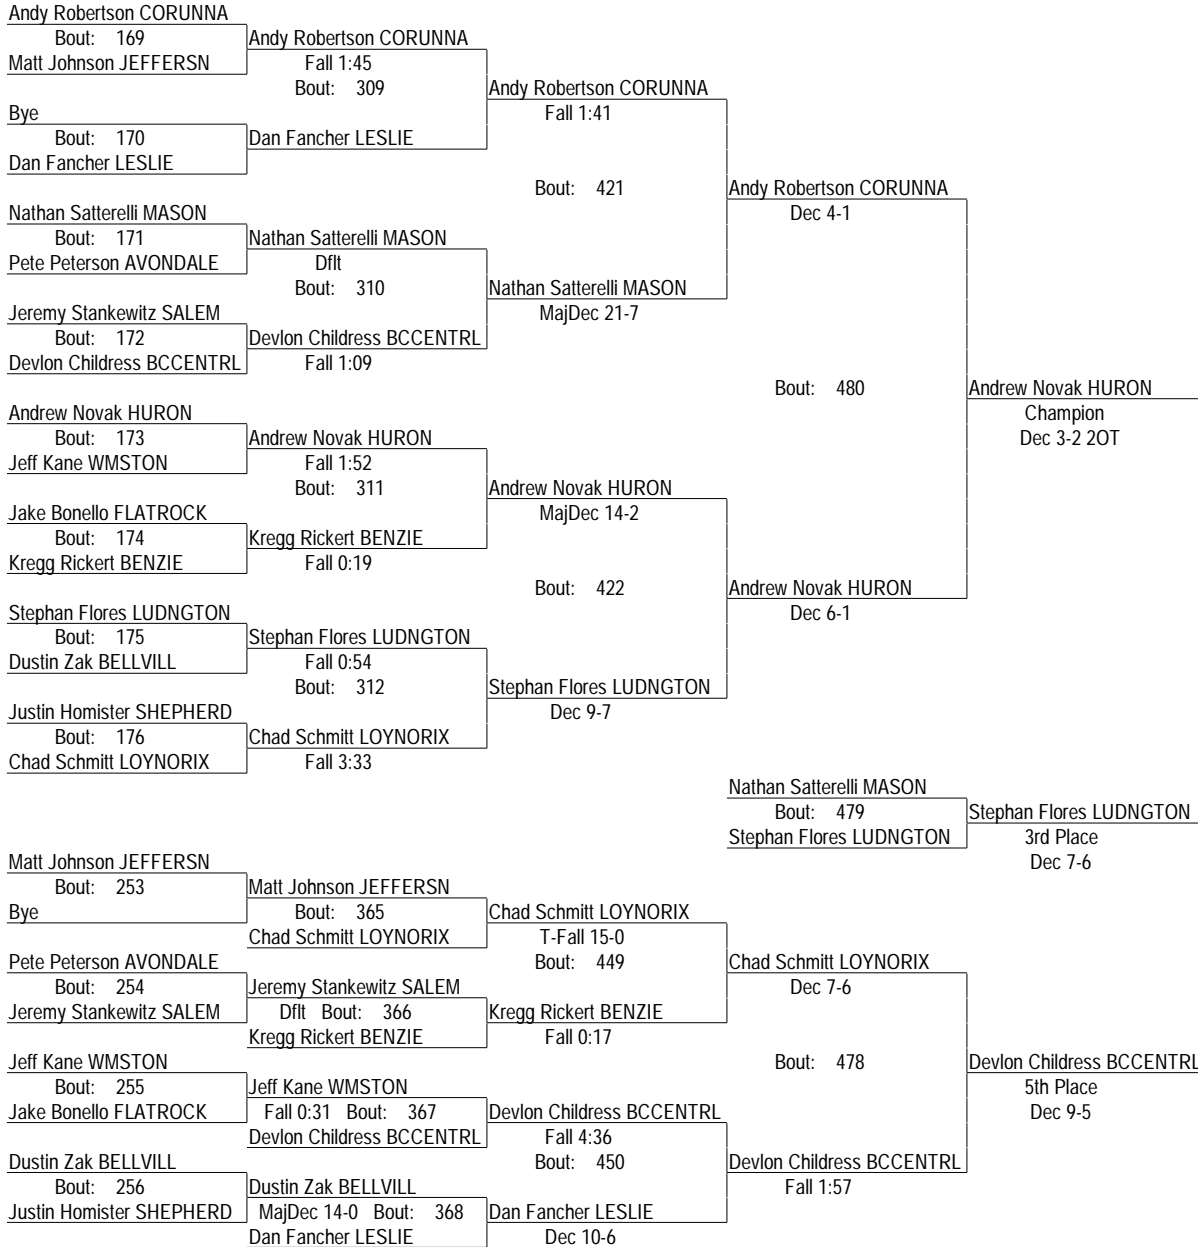 Andy Robertson CORUNNA
Bout: 169 Andy Robertson CORUNNA
Matt Johnson JEFFERSN Fall 1:45
Bout: 309 Andy Robertson CORUNNA
Bye Fall 1:41
Bout: 170 Dan Fancher LESLIE
Dan Fancher LESLIE
Bout: 421 Andy Robertson CORUNNA
Nathan Satterelli MASON Dec 4-1
Bout: 171 Nathan Satterelli MASON
Pete Peterson AVONDALE Dflt
Bout: 310 Nathan Satterelli MASON
Jeremy Stankewitz SALEM MajDec 21-7
Bout: 172 Devlon Childress BCCENTRL
Devlon Childress BCCENTRL Fall 1:09
Bout: 480 Andrew Novak HURON
Andrew Novak HURON Champion
Bout: 173 Andrew Novak HURON Dec 3-2 2OT
Jeff Kane WMSTON Fall 1:52
Bout: 311 Andrew Novak HURON
Jake Bonello FLATROCK MajDec 14-2
Bout: 174 Kregg Rickert BENZIE
Kregg Rickert BENZIE Fall 0:19
Bout: 422 Andrew Novak HURON
Stephan Flores LUDNGTON Dec 6-1
Bout: 175 Stephan Flores LUDNGTON
Dustin Zak BELLVILL Fall 0:54
Bout: 312 Stephan Flores LUDNGTON
Justin Homister SHEPHERD Dec 9-7
Bout: 176 Chad Schmitt LOYNORIX
Chad Schmitt LOYNORIX Fall 3:33
Nathan Satterelli MASON
Bout: 479 Stephan Flores LUDNGTON
Stephan Flores LUDNGTON 3rd Place
Matt Johnson JEFFERSN Dec 7-6
Bout: 253 Matt Johnson JEFFERSN
Bye Bout: 365 Chad Schmitt LOYNORIX
Chad Schmitt LOYNORIX T-Fall 15-0
Pete Peterson AVONDALE Bout: 449 Chad Schmitt LOYNORIX
Bout: 254 Jeremy Stankewitz SALEM Dec 7-6
Jeremy Stankewitz SALEM Dflt Bout: 366 Kregg Rickert BENZIE
Kregg Rickert BENZIE Fall 0:17
Jeff Kane WMSTON Bout: 478 Devlon Childress BCCENTRL
Bout: 255 Jeff Kane WMSTON 5th Place
Jake Bonello FLATROCK Fall 0:31 Bout: 367 Devlon Childress BCCENTRL Dec 9-5
Devlon Childress BCCENTRL Fall 4:36
Dustin Zak BELLVILL Bout: 450 Devlon Childress BCCENTRL
Bout: 256 Dustin Zak BELLVILL Fall 1:57
Justin Homister SHEPHERD MajDec 14-0 Bout: 368 Dan Fancher LESLIE
Dan Fancher LESLIE Dec 10-6